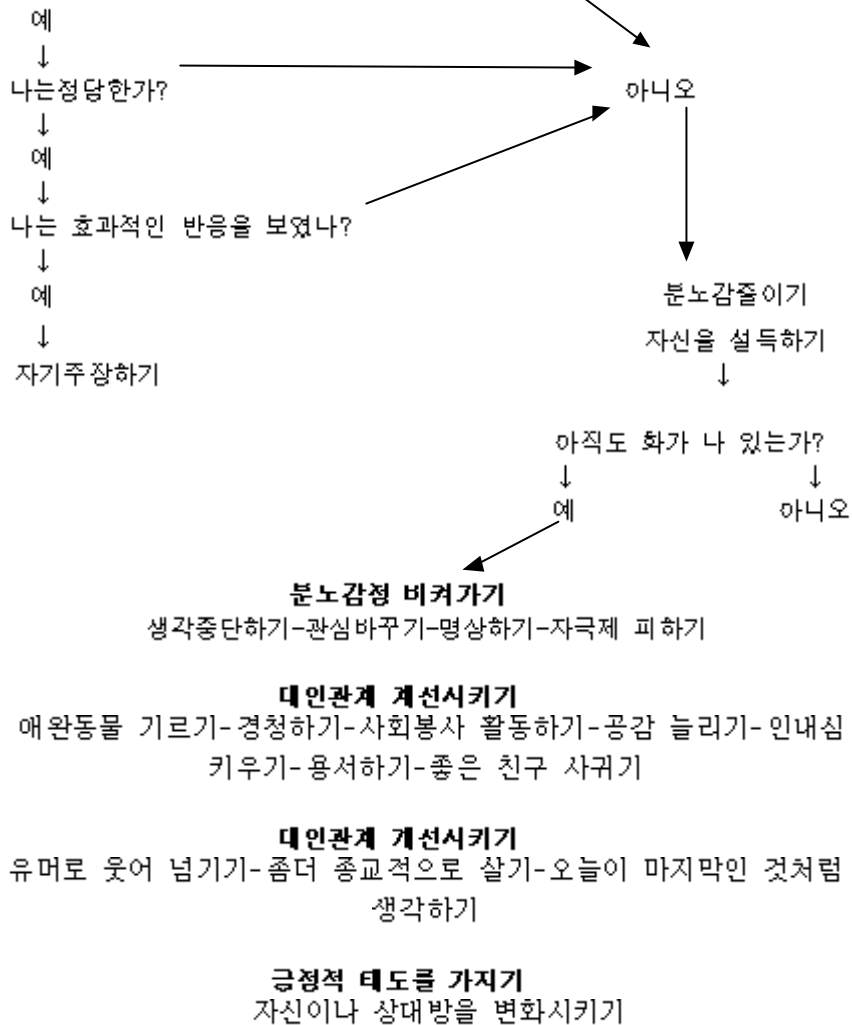 예
↓
나는정당한가?
아니오
↓
예
↓
나는 효과적인 반응을 보였나?
↓
예
↓
자기주장하기
분노감줄이기
자신을 설득하기
↓
아직도 화가 나 있는가?
↓ ↓
예 아니오
분노감정 비켜가기
생각중단하기-관심바꾸기-명상하기-자극제 피하기
대인관계 계선시키기
애완동물 기르기-경청하기-사회봉사 활동하기-공감 늘리기-인내심
키우기-용서하기-좋은 친구 사귀기
대인관계 개선시키기
유머로 웃어 넘기기-좀더 종교적으로 살기-오늘이 마지막인 것처럼
생각하기
긍정적 태도를 가지기
자신이나 상대방을 변화시키기